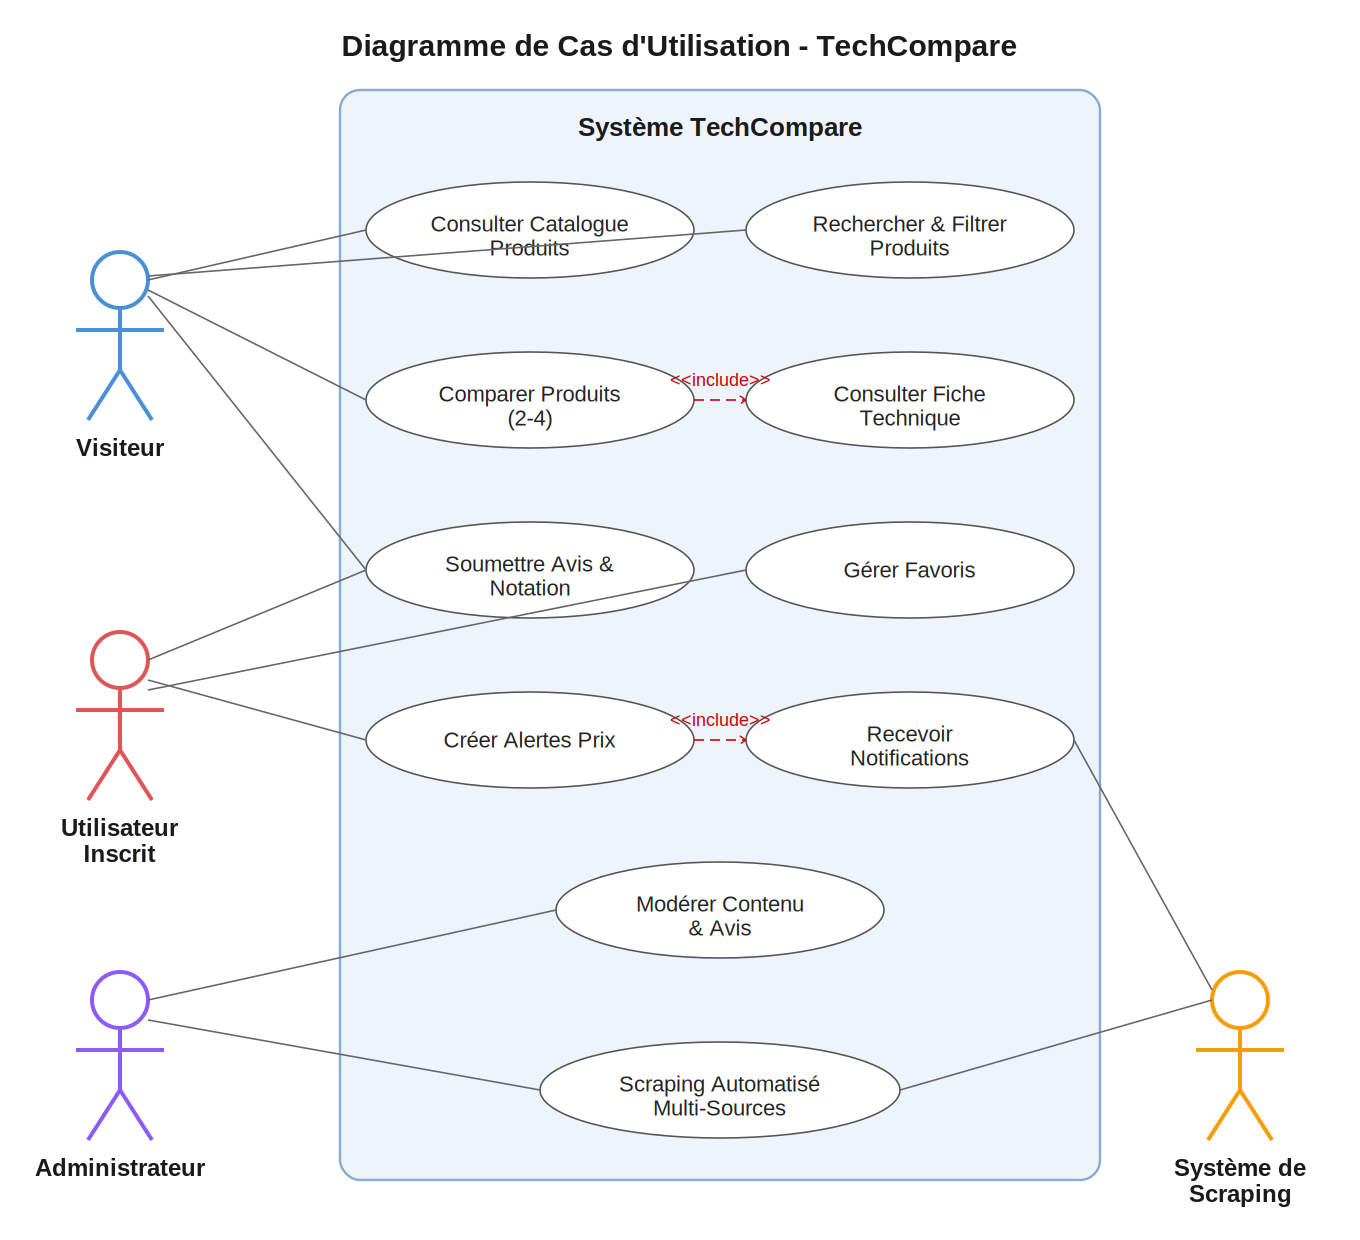 Diagramme de Cas d'Utilisation - TechCompare
Système TechCompare
Consulter Catalogue
Produits
Rechercher & Filtrer
Produits
Visiteur
Comparer Produits
(2-4)
<<include>>
Consulter Fiche
Technique
Soumettre Avis &
Notation
Gérer Favoris
Utilisateur
Inscrit
Créer Alertes Prix
<<include>>
Recevoir
Notifications
Modérer Contenu
& Avis
Administrateur
Scraping Automatisé
Multi-Sources
Système de
Scraping